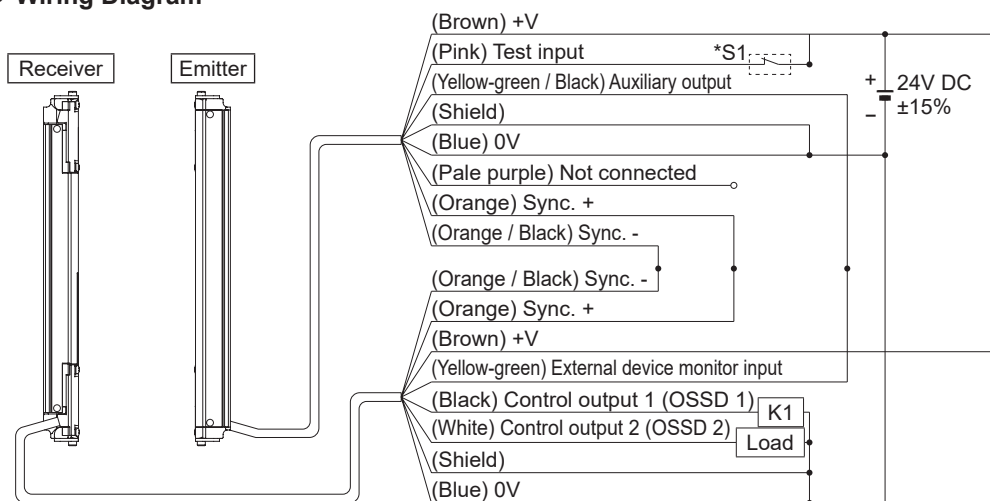 Wiring Diagram
(Brown) +V
(Pink) Test input
*S1
Receiver
Emitter
(Yellow-green / Black) Auxiliary output
+
24V DC
–
±15%
(Shield)
(Blue) 0V
(Pale purple) Not connected
(Orange) Sync. +
(Orange / Black) Sync. -
(Orange / Black) Sync. -
(Orange) Sync. +
(Brown) +V
(Yellow-green) External device monitor input
(Black) Control output 1 (OSSD 1)
K1
(White) Control output 2 (OSSD 2)
Load
(Shield)
(Blue) 0V